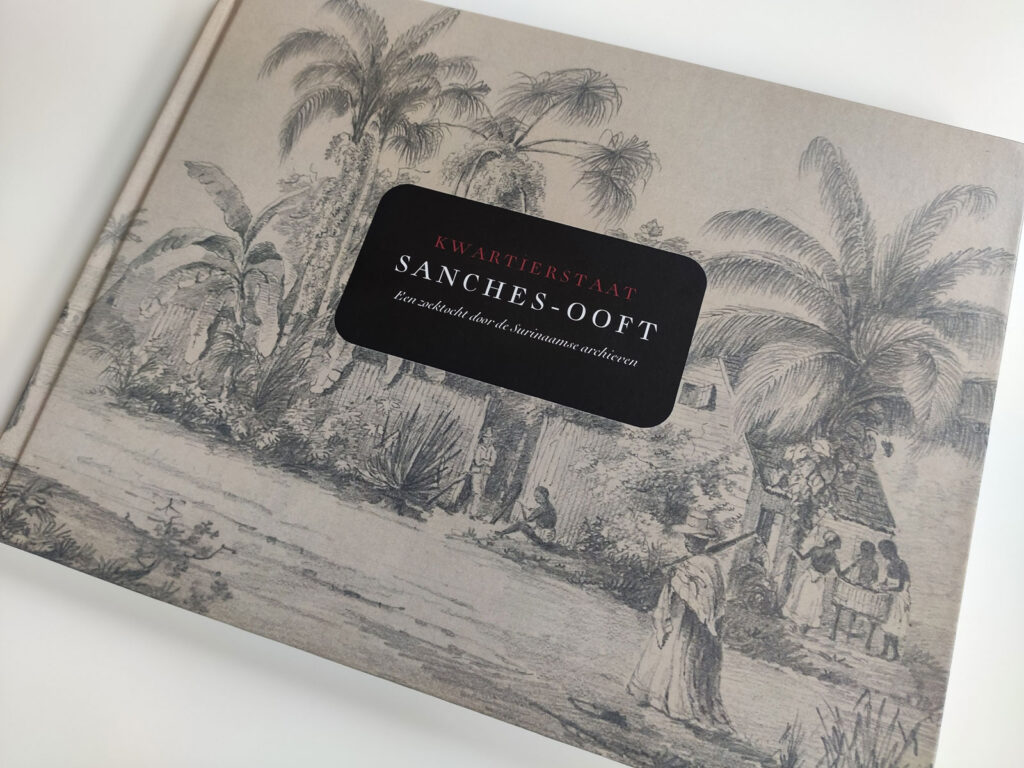 KWARTIERSTAAT
SANCHES-OOFT
Een zoektocht door de Surinaamse archieven